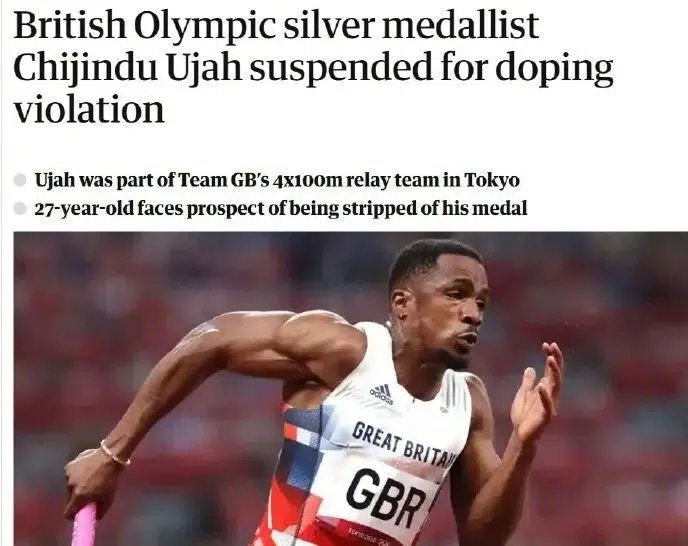 British Olympic silver medallist
Chijindu Ujah suspended for doping
violation
Ujah was part of Team GB's 4x100m relay team in Tokyo
27-year-old faces prospect of being stripped of his medal
adidas
GREAT BRITAIN
GBR